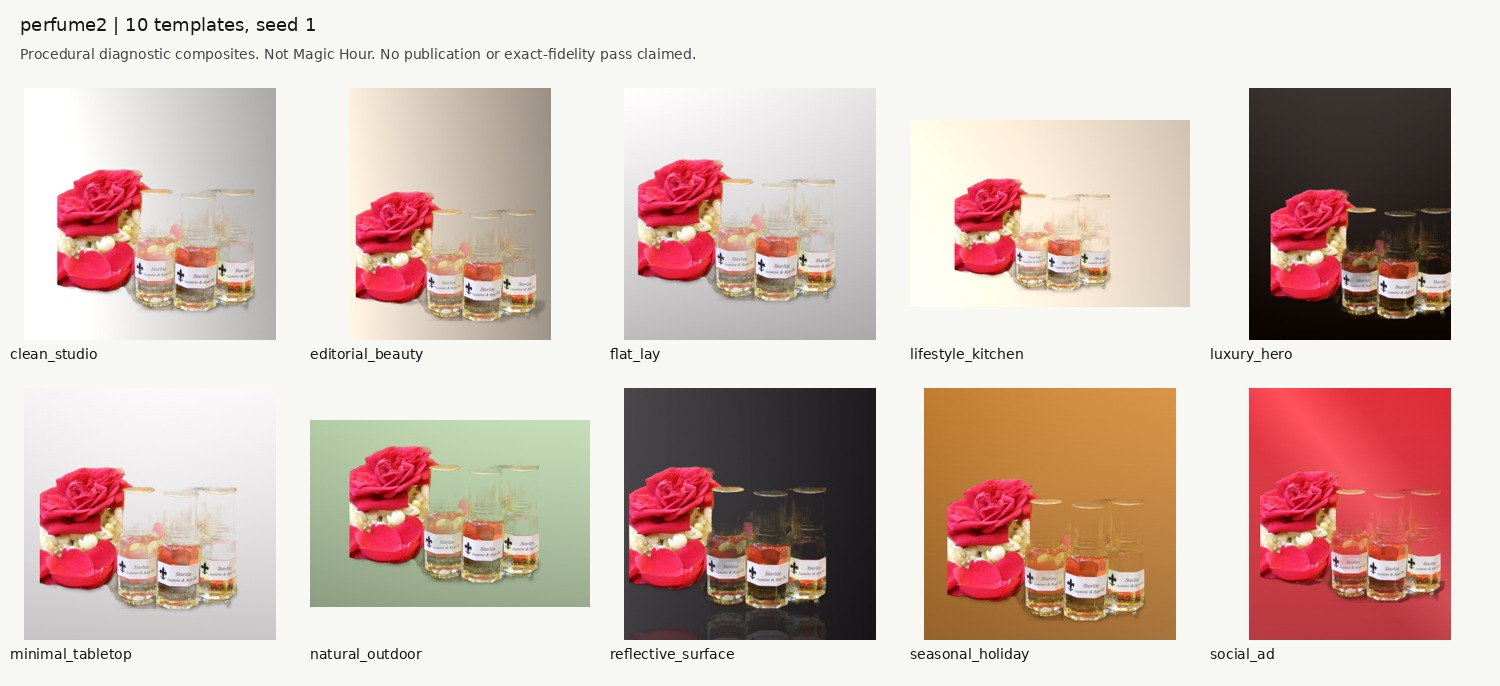 perfume2 | 10 templates, seed 1
Procedural diagnostic composites. Not Magic Hour. No publication or exact-fidelity pass claimed.
clean_studio
editorial_beauty
flat_lay
lifestyle_kitchen
luxury_hero
minimal_tabletop
natural_outdoor
reflective_surface
seasonal_holiday
social_ad